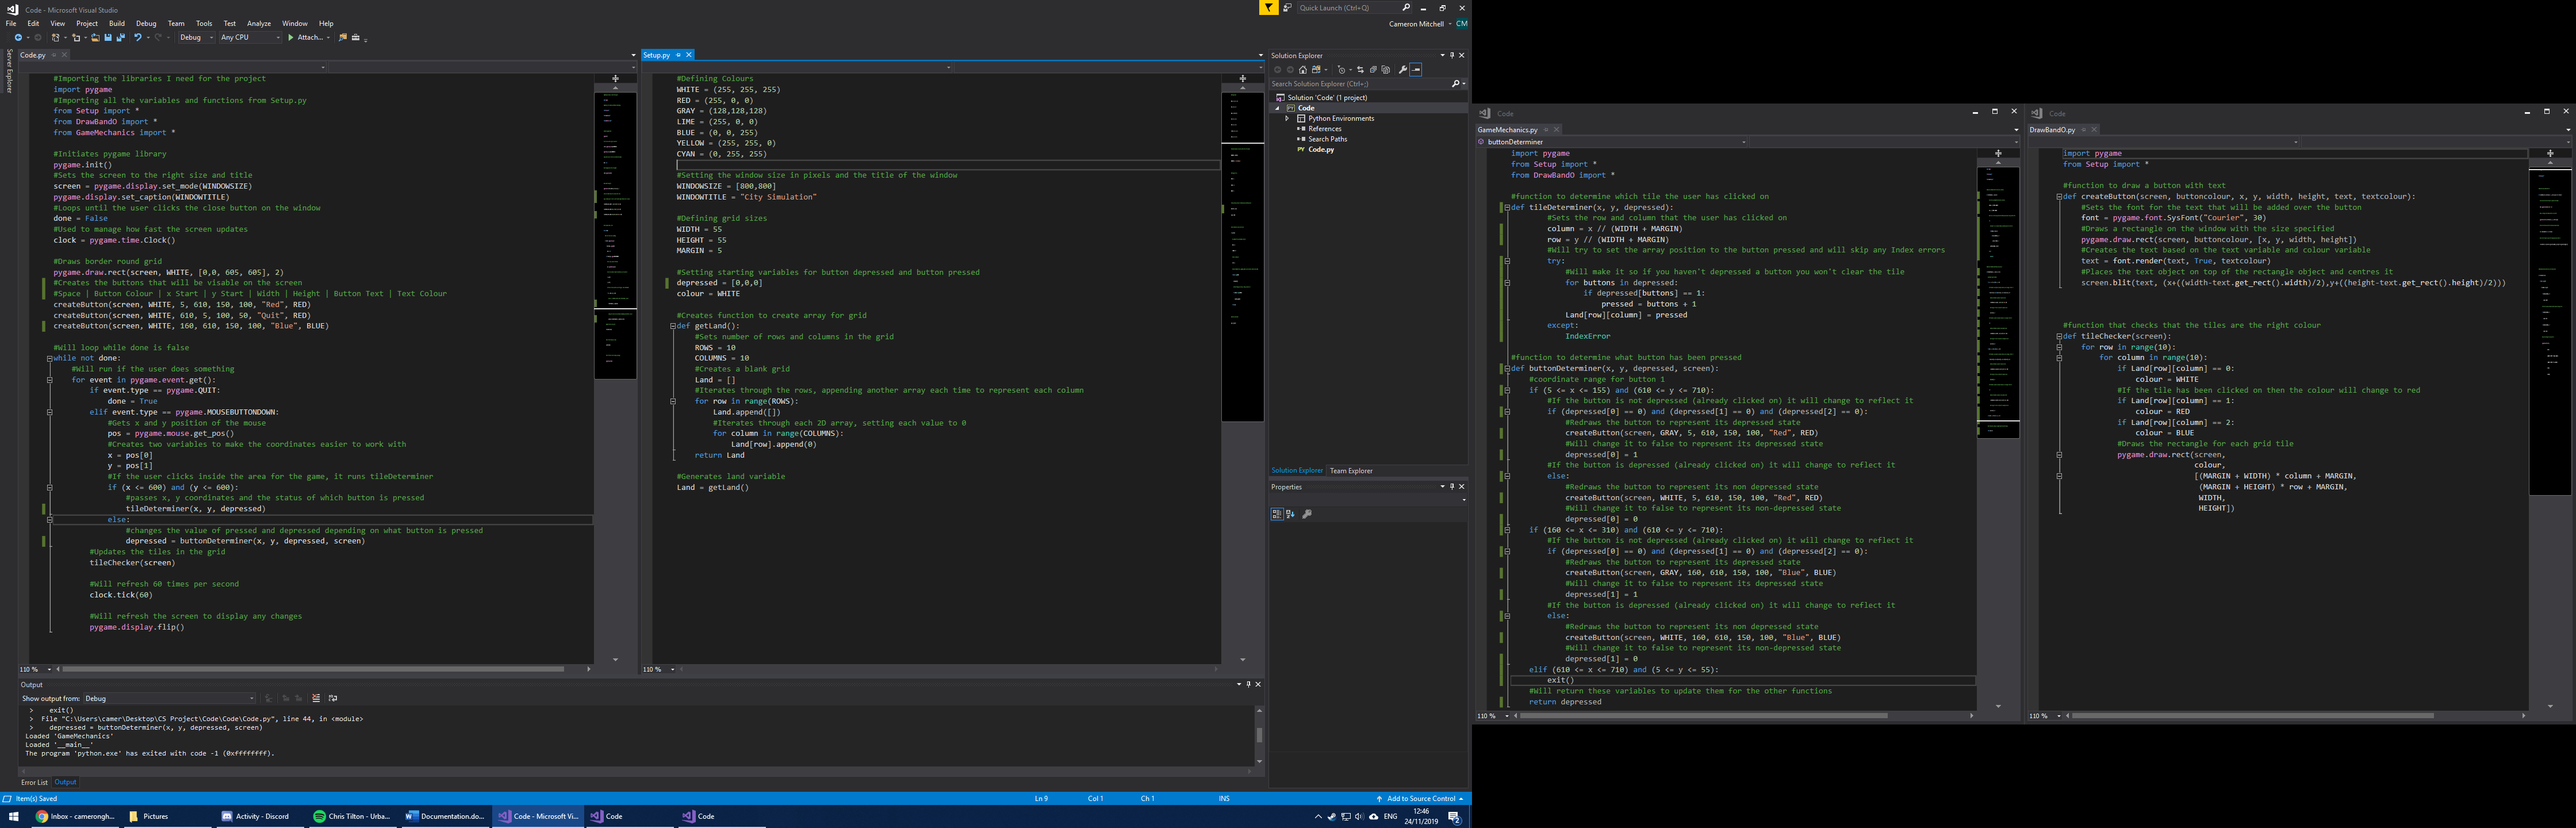 Code - Microsoft Visual Studio
Quick Launch (Ctrl+Q)
File Edit View Project Build Debug Team Tools Test Analyze Window Help
Cameron Mitchell CM
Debug Any CPU Attach...
Server Explorer
Code.py
#Importing the libraries I need for the project
import pygame
#Importing all the variables and functions from Setup.py
from Setup import *
from DrawBandO import *
from GameMechanics import *
#Initiates pygame library
pygame.init()
#Sets the screen to the right size and title
screen = pygame.display.set_mode(WINDOWSIZE)
pygame.display.set_caption(WINDOWTITLE)
#Loops until the user clicks the close button on the window
done = False
#Used to manage how fast the screen updates
clock = pygame.time.Clock()
#Draws border round grid
pygame.draw.rect(screen, WHITE, [0,0, 605, 605], 2)
#Creates the buttons that will be visable on the screen
#Space | Button Colour | x Start | y Start | Width | Height | Button Text | Text Colour
createButton(screen, WHITE, 5, 610, 150, 100, "Red", RED)
createButton(screen, WHITE, 610, 5, 100, 50, "Quit", RED)
createButton(screen, WHITE, 160, 610, 150, 100, "Blue", BLUE)
#Will loop while done is false
while not done:
#Will run if the user does something
for event in pygame.event.get():
if event.type == pygame.QUIT:
done = True
elif event.type == pygame.MOUSEBUTTONDOWN:
#Gets x and y position of the mouse
pos = pygame.mouse.get_pos()
#Creates two variables to make the coordinates easier to work with
x = pos[0]
y = pos[1]
#If the user clicks inside the area for the game, it runs tileDeterminer
if (x <= 600) and (y <= 600):
#passes x, y coordinates and the status of which button is pressed
tileDeterminer(x, y, depressed)
else:
#changes the value of pressed and depressed depending on what button is pressed
depressed = buttonDeterminer(x, y, depressed, screen)
#Updates the tiles in the grid
tileChecker(screen)
#Will refresh 60 times per second
clock.tick(60)
#Will refresh the screen to display any changes
pygame.display.flip()
110 %
Setup.py
#Defining Colours
WHITE = (255, 255, 255)
RED = (255, 0, 0)
GRAY = (128,128,128)
LIME = (255, 0, 0)
BLUE = (0, 0, 255)
YELLOW = (255, 255, 0)
CYAN = (0, 255, 255)
#Setting the window size in pixels and the title of the window
WINDOWSIZE = [800,800]
WINDOWTITLE = "City Simulation"
#Defining grid sizes
WIDTH = 55
HEIGHT = 55
MARGIN = 5
#Setting starting variables for button depressed and button pressed
depressed = [0,0,0]
colour = WHITE
#Creates function to create array for grid
def getLand():
#Sets number of rows and columns in the grid
ROWS = 10
COLUMNS = 10
#Creates a blank grid
Land = []
#Iterates through the rows, appending another array each time to represent each column
for row in range(ROWS):
Land.append([])
#Iterates through each 2D array, setting each value to 0
for column in range(COLUMNS):
Land[row].append(0)
return Land
#Generates land variable
Land = getLand()
110 %
Solution Explorer
Search Solution Explorer (Ctrl+;)
Solution 'Code' (1 project)
Code
Python Environments
References
Search Paths
Code.py
Solution Explorer Team Explorer
Properties
Output
Show output from: Debug
> exit()
> File "C:\Users\camer\Desktop\CS Project\Code\Code\Code.py", line 44, in <module>
> depressed = buttonDeterminer(x, y, depressed, screen)
Loaded 'GameMechanics'
Loaded '__main__'
The program 'python.exe' has exited with code -1 (0xffffffff).
Error List Output
Item(s) Saved
Ln 9 Col 1 Ch 1 INS Add to Source Control
Inbox - camerongh... Pictures Activity - Discord Chris Tilton - Urba... Documentation.do... Code - Microsoft Vi... Code Code
ENG 12:46 24/11/2019 2
Code
GameMechanics.py
buttonDeterminer
import pygame
from Setup import *
from DrawBandO import *
#function to determine which tile the user has clicked on
def tileDeterminer(x, y, depressed):
#Sets the row and column that the user has clicked on
column = x // (WIDTH + MARGIN)
row = y // (WIDTH + MARGIN)
#Will try to set the array position to the button pressed and will skip any Index errors
try:
#Will make it so if you haven't depressed a button you won't clear the tile
for buttons in depressed:
if depressed[buttons] == 1:
pressed = buttons + 1
Land[row][column] = pressed
except:
IndexError
#function to determine what button has been pressed
def buttonDeterminer(x, y, depressed, screen):
#coordinate range for button 1
if (5 <= x <= 155) and (610 <= y <= 710):
#If the button is not depressed (already clicked on) it will change to reflect it
if (depressed[0] == 0) and (depressed[1] == 0) and (depressed[2] == 0):
#Redraws the button to represent its depressed state
createButton(screen, GRAY, 5, 610, 150, 100, "Red", RED)
#Will change it to false to represent its depressed state
depressed[0] = 1
#If the button is depressed (already clicked on) it will change to reflect it
else:
#Redraws the button to represent its non depressed state
createButton(screen, WHITE, 5, 610, 150, 100, "Red", RED)
#Will change it to false to represent its non-depressed state
depressed[0] = 0
if (160 <= x <= 310) and (610 <= y <= 710):
#If the button is not depressed (already clicked on) it will change to reflect it
if (depressed[0] == 0) and (depressed[1] == 0) and (depressed[2] == 0):
#Redraws the button to represent its depressed state
createButton(screen, GRAY, 160, 610, 150, 100, "Blue", BLUE)
#Will change it to false to represent its depressed state
depressed[1] = 1
#If the button is depressed (already clicked on) it will change to reflect it
else:
#Redraws the button to represent its non depressed state
createButton(screen, WHITE, 160, 610, 150, 100, "Blue", BLUE)
#Will change it to false to represent its non-depressed state
depressed[1] = 0
elif (610 <= x <= 710) and (5 <= y <= 55):
exit()
#Will return these variables to update them for the other functions
return depressed
110 %
Code
DrawBandO.py
import pygame
from Setup import *
#function to draw a button with text
def createButton(screen, buttoncolour, x, y, width, height, text, textcolour):
#Sets the font for the text that will be added over the button
font = pygame.font.SysFont("Courier", 30)
#Draws a rectangle on the window with the size specified
pygame.draw.rect(screen, buttoncolour, [x, y, width, height])
#Creates the text based on the text variable and colour variable
text = font.render(text, True, textcolour)
#Places the text object on top of the rectangle object and centres it
screen.blit(text, (x+((width-text.get_rect().width)/2),y+((height-text.get_rect().height)/2)))
#function that checks that the tiles are the right colour
def tileChecker(screen):
for row in range(10):
for column in range(10):
if Land[row][column] == 0:
colour = WHITE
#If the tile has been clicked on then the colour will change to red
if Land[row][column] == 1:
colour = RED
if Land[row][column] == 2:
colour = BLUE
#Draws the rectangle for each grid tile
pygame.draw.rect(screen,
colour,
[(MARGIN + WIDTH) * column + MARGIN,
(MARGIN + HEIGHT) * row + MARGIN,
WIDTH,
HEIGHT])
110 %